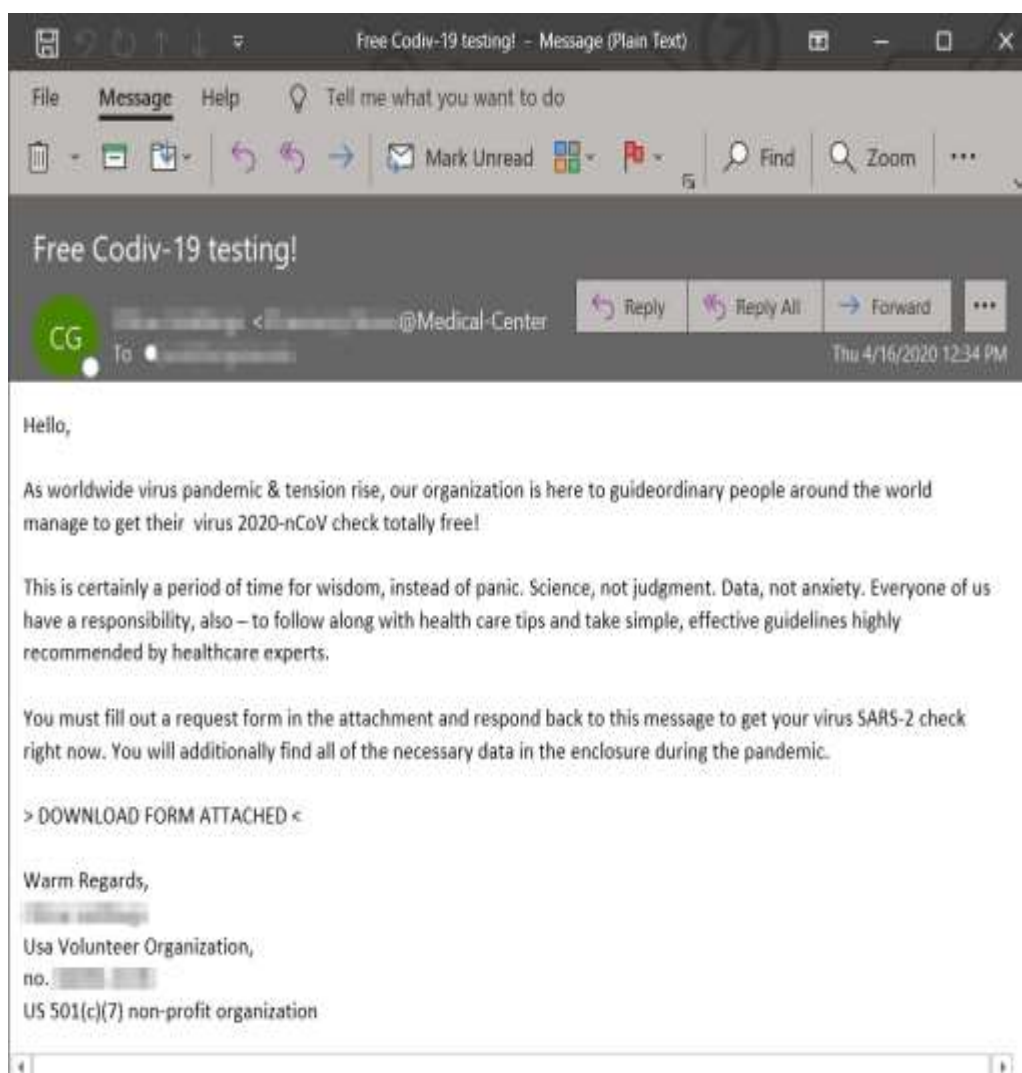 Free Codiv-19 testing! - Message (Plain Text)
File Message Help Tell me what you want to do
Mark Unread Find Zoom ...
Free Codiv-19 testing!
Reply Reply All Forward ...
CG < @Medical-Center
To
Thu 4/16/2020 12:34 PM
Hello,
As worldwide virus pandemic & tension rise, our organization is here to guideordinary people around the world
manage to get their virus 2020-nCoV check totally free!
This is certainly a period of time for wisdom, instead of panic. Science, not judgment. Data, not anxiety. Everyone of us
have a responsibility, also – to follow along with health care tips and take simple, effective guidelines highly
recommended by healthcare experts.
You must fill out a request form in the attachment and respond back to this message to get your virus SARS-2 check
right now. You will additionally find all of the necessary data in the enclosure during the pandemic.
> DOWNLOAD FORM ATTACHED <
Warm Regards,
Usa Volunteer Organization,
no.
US 501(c)(7) non-profit organization